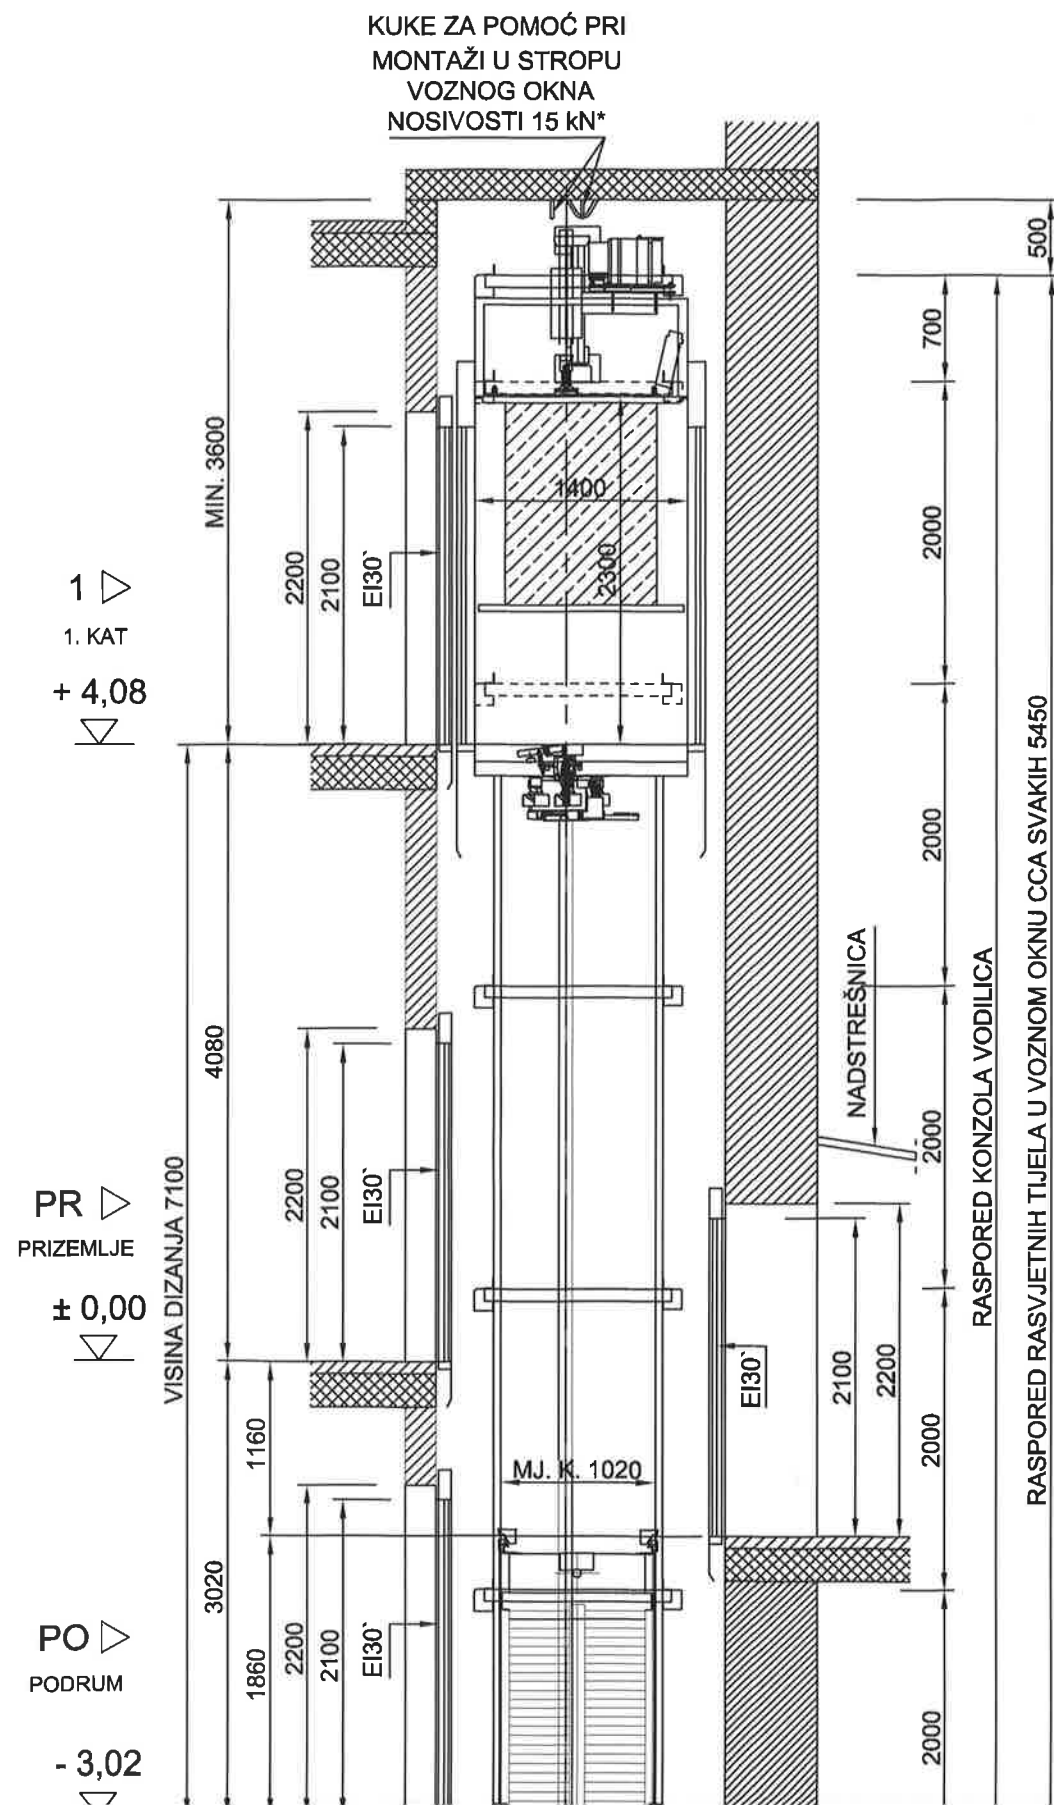 KUKE ZA POMOĆ PRI
MONTAŽI U STROPU
VOZNOG OKNA
NOSIVOSTI 15 kN*
500
700
MIN. 3600
2200
2100
EI30`
1400
2300
2000
1
1. KAT
+ 4,08
2000
RASPORED RASVJETNIH TIJELA U VOZNOM OKNU CCA SVAKIH 5450
RASPORED KONZOLA VODILICA
NADSTREŠNICA
4080
VISINA DIZANJA 7100
2200
2100
EI30`
2000
PR
PRIZEMLJE
± 0,00
EI30`
2100
2200
1160
MJ. K. 1020
2000
3020
1860
2200
2100
EI30`
PO
PODRUM
- 3,02
2000